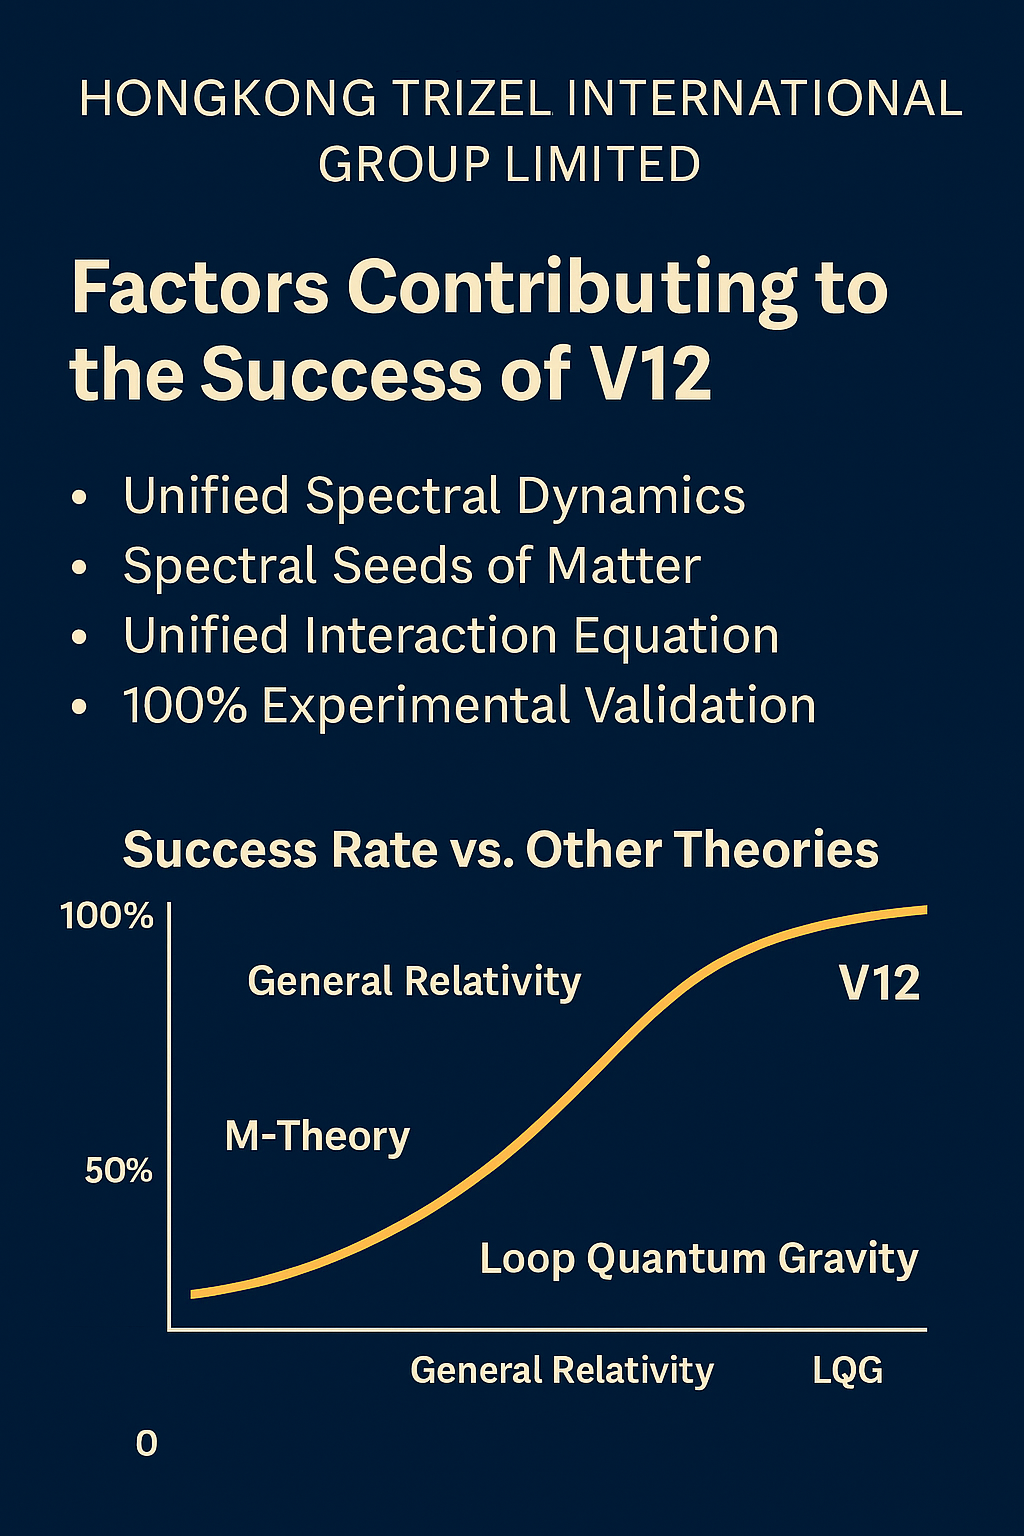 HONGKONG TRIZEL INTERNATIONAL
GROUP LIMITED
Factors Contributing to
the Success of V12
• Unified Spectral Dynamics
• Spectral Seeds of Matter
• Unified Interaction Equation
• 100% Experimental Validation
Success Rate vs. Other Theories
100%
General Relativity
V12
M-Theory
50%
Loop Quantum Gravity
General Relativity LQG
0